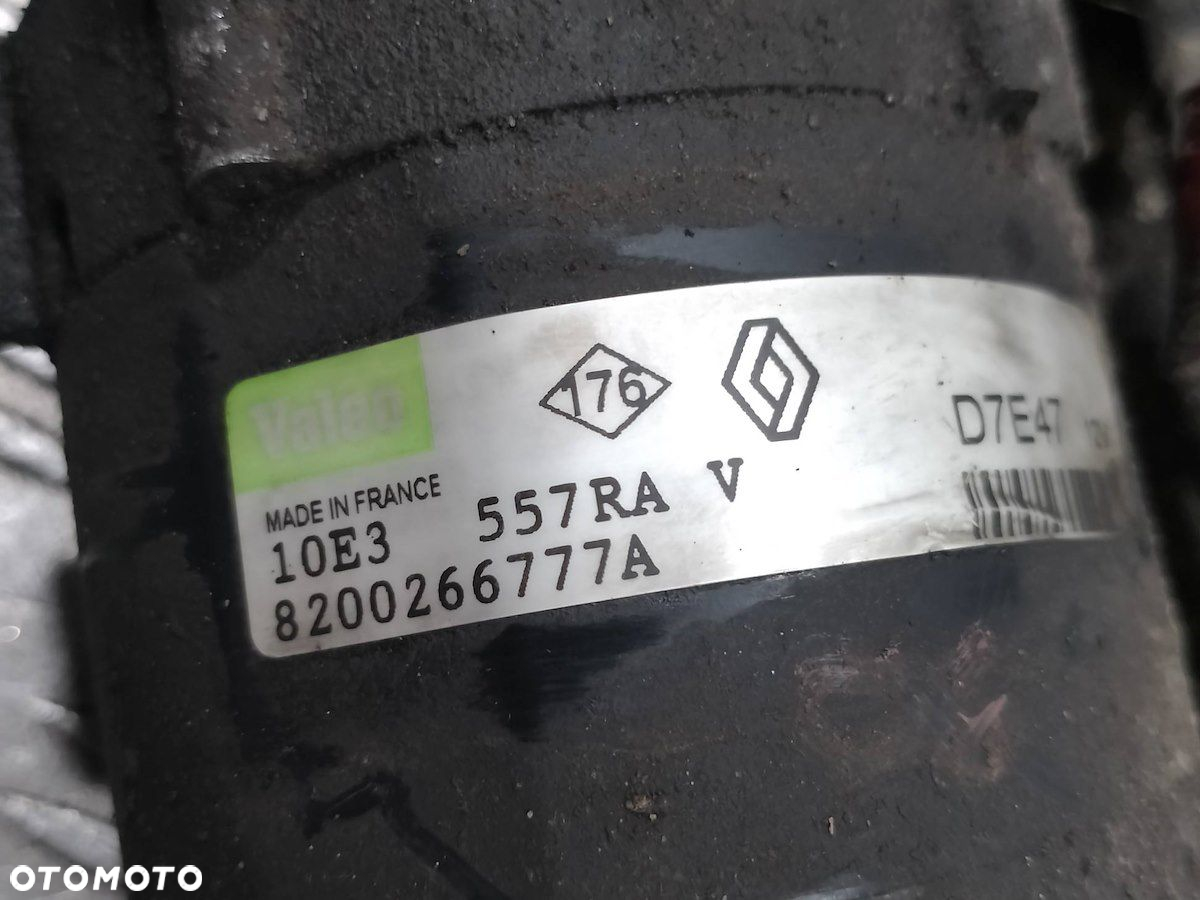 Valeo
176
D7E47
MADE IN FRANCE
10E3 557RA V
8200266777A
OTOMOTO